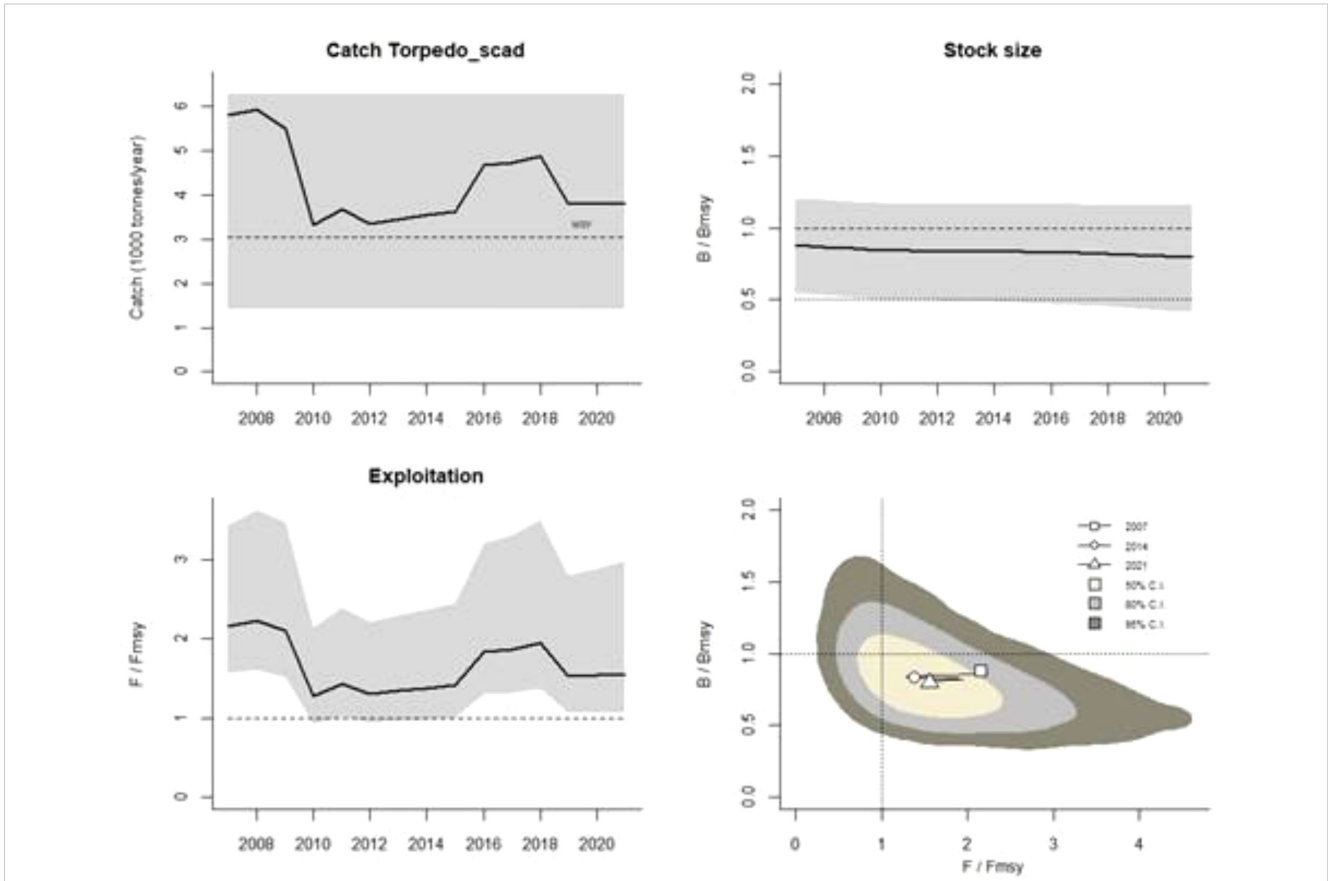 Catch Torpedo_scad
Catch (1000 tonnes/year)
6
5
4
3
2
1
0
MSY
2008 2010 2012 2014 2016 2018 2020
Stock size
B / Bmsy
2.0
1.5
1.0
0.5
0.0
2008 2010 2012 2014 2016 2018 2020
Exploitation
F / Fmsy
3
2
1
0
2008 2010 2012 2014 2016 2018 2020
B / Bmsy
2.0
1.5
1.0
0.5
0.0
2007
2014
2021
50% C.I.
80% C.I.
95% C.I.
0 1 2 3 4
F / Fmsy